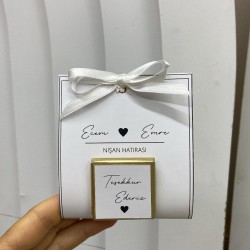 Ecem ♥ Emre
NİŞAN HATIRASI
Teşekkür
Ederiz
♥